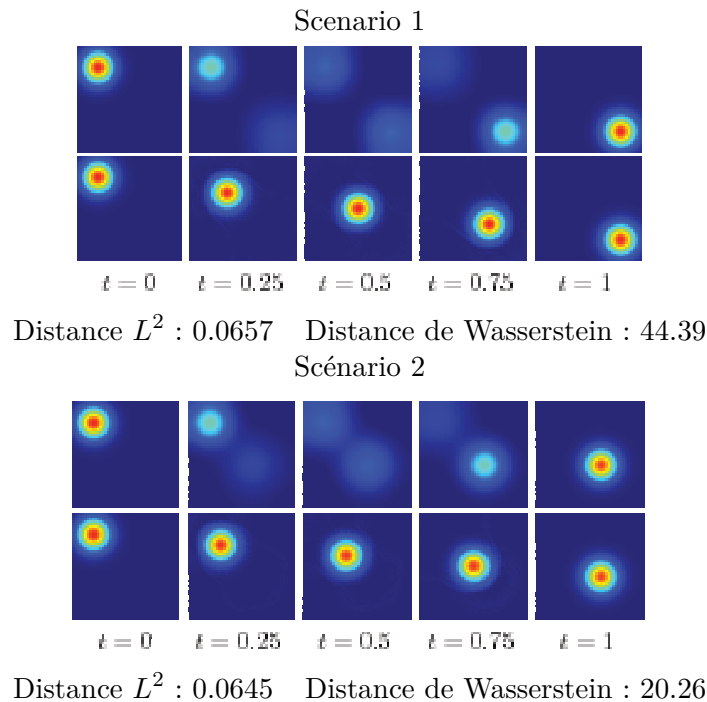 Scenario 1
t = 0 t = 0.25 t = 0.5 t = 0.75 t = 1
Distance L² : 0.0657 Distance de Wasserstein : 44.39
Scénario 2
t = 0 t = 0.25 t = 0.5 t = 0.75 t = 1
Distance L² : 0.0645 Distance de Wasserstein : 20.26